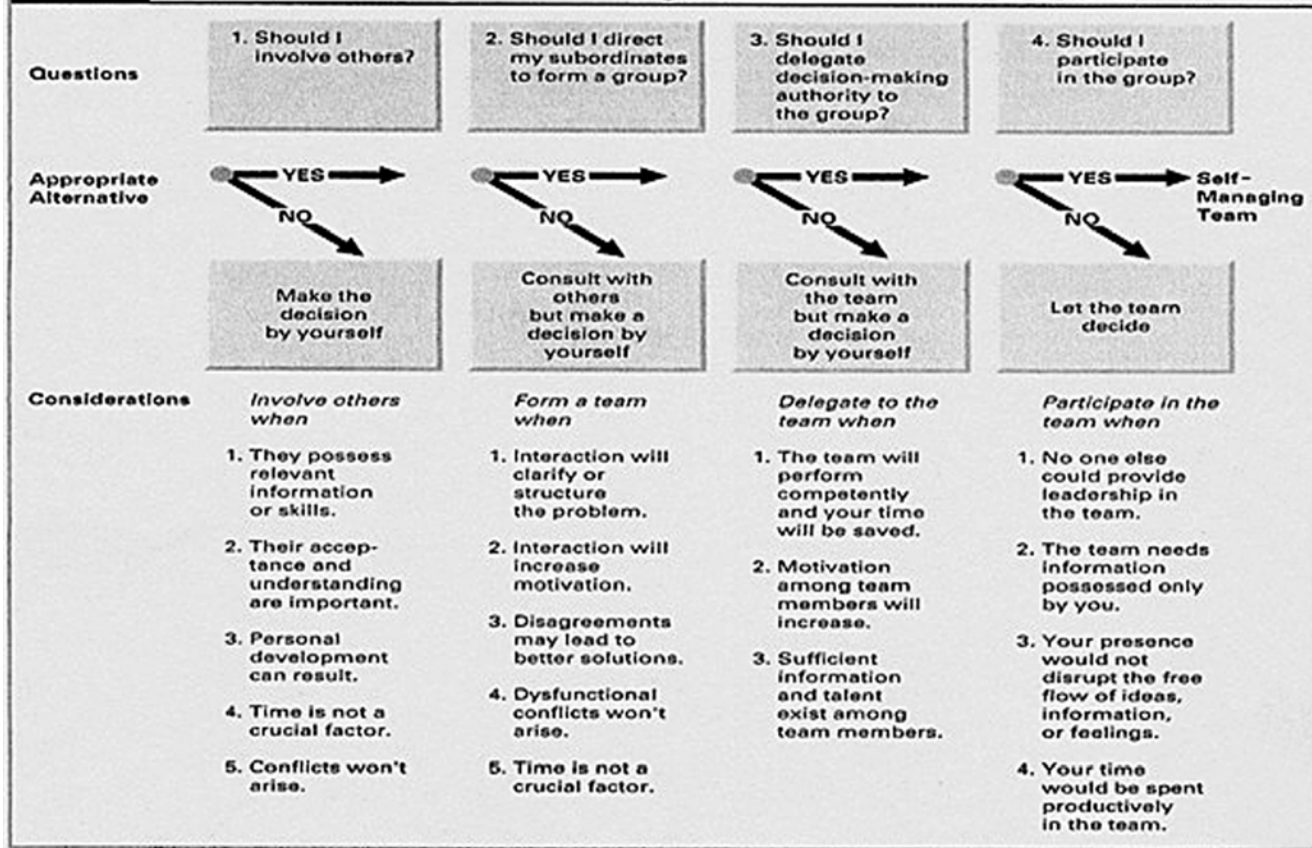 Questions
1. Should I
involve others?
2. Should I direct
my subordinates
to form a group?
3. Should I
delegate
decision-making
authority to
the group?
4. Should I
participate
in the group?
Appropriate
Alternative
YES
NO
YES
NO
YES
NO
YES
NO
Self-
Managing
Team
Make the
decision
by yourself
Consult with
others
but make a
decision by
yourself
Consult with
the team
but make a
decision
by yourself
Let the team
decide
Considerations
Involve others
when
1. They possess
relevant
information
or skills.
2. Their accep-
tance and
understanding
are important.
3. Personal
development
can result.
4. Time is not a
crucial factor.
5. Conflicts won't
arise.
Form a team
when
1. Interaction will
clarify or
structure
the problem.
2. Interaction will
increase
motivation.
3. Disagreements
may lead to
better solutions.
4. Dysfunctional
conflicts won't
arise.
5. Time is not a
crucial factor.
Delegate to the
team when
1. The team will
perform
competently
and your time
will be saved.
2. Motivation
among team
members will
increase.
3. Sufficient
information
and talent
exist among
team members.
Participate in the
team when
1. No one else
could provide
leadership in
the team.
2. The team needs
information
possessed only
by you.
3. Your presence
would not
disrupt the free
flow of ideas,
information,
or feelings.
4. Your time
would be spent
productively
in the team.